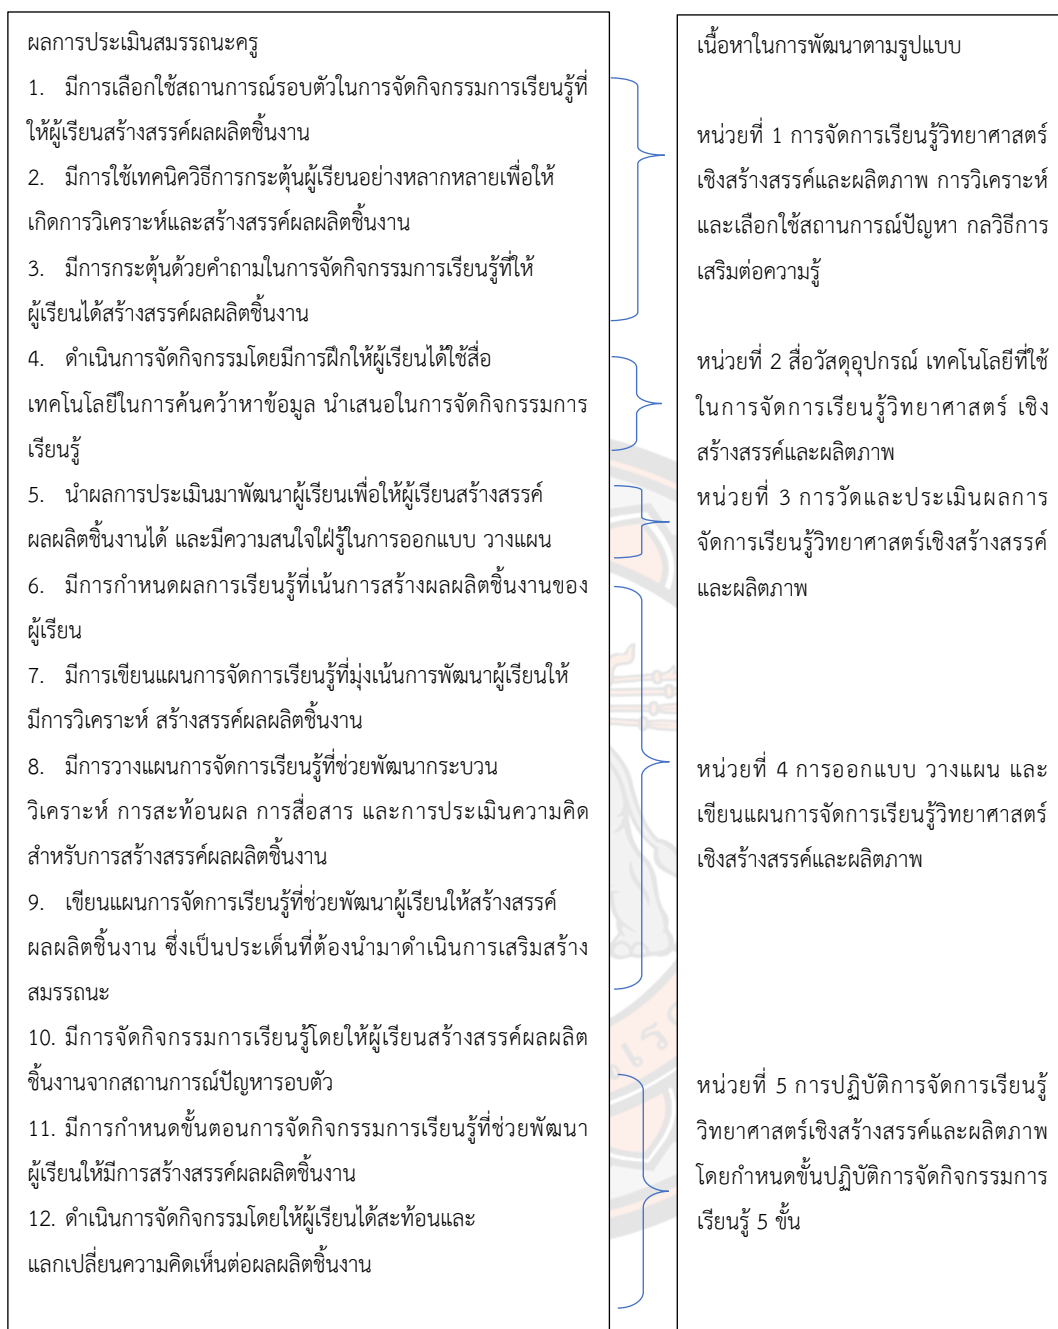 ผลการประเมินสมรรถนะครู
1. มีการเลือกใช้สถานการณ์รอบตัวในการจัดกิจกรรมการเรียนรู้ที่
ให้ผู้เรียนสร้างสรรค์ผลผลิตชิ้นงาน
2. มีการใช้เทคนิควิธีการกระตุ้นผู้เรียนอย่างหลากหลายเพื่อให้
เกิดการวิเคราะห์และสร้างสรรค์ผลผลิตชิ้นงาน
3. มีการกระตุ้นด้วยคำถามในการจัดกิจกรรมการเรียนรู้ที่ให้
ผู้เรียนได้สร้างสรรค์ผลผลิตชิ้นงาน
4. ดำเนินการจัดกิจกรรมโดยมีการฝึกให้ผู้เรียนได้ใช้สื่อ
เทคโนโลยีในการค้นคว้าหาข้อมูล นำเสนอในการจัดกิจกรรมการ
เรียนรู้
5. นำผลการประเมินมาพัฒนาผู้เรียนเพื่อให้ผู้เรียนสร้างสรรค์
ผลผลิตชิ้นงานได้ และมีความสนใจใฝ่รู้ในการออกแบบ วางแผน
6. มีการกำหนดผลการเรียนรู้ที่เน้นการสร้างผลผลิตชิ้นงานของ
ผู้เรียน
7. มีการเขียนแผนการจัดการเรียนรู้ที่มุ่งเน้นการพัฒนาผู้เรียนให้
มีการวิเคราะห์ สร้างสรรค์ผลผลิตชิ้นงาน
8. มีการวางแผนการจัดการเรียนรู้ที่ช่วยพัฒนากระบวน
วิเคราะห์ การสะท้อนผล การสื่อสาร และการประเมินความคิด
สำหรับการสร้างสรรค์ผลผลิตชิ้นงาน
9. เขียนแผนการจัดการเรียนรู้ที่ช่วยพัฒนาผู้เรียนให้สร้างสรรค์
ผลผลิตชิ้นงาน ซึ่งเป็นประเด็นที่ต้องนำมาดำเนินการเสริมสร้าง
สมรรถนะ
10. มีการจัดกิจกรรมการเรียนรู้โดยให้ผู้เรียนสร้างสรรค์ผลผลิต
ชิ้นงานจากสถานการณ์ปัญหารอบตัว
11. มีการกำหนดขั้นตอนการจัดกิจกรรมการเรียนรู้ที่ช่วยพัฒนา
ผู้เรียนให้มีการสร้างสรรค์ผลผลิตชิ้นงาน
12. ดำเนินการจัดกิจกรรมโดยให้ผู้เรียนได้สะท้อนและ
แลกเปลี่ยนความคิดเห็นต่อผลผลิตชิ้นงาน
เนื้อหาในการพัฒนาตามรูปแบบ
หน่วยที่ 1 การจัดการเรียนรู้วิทยาศาสตร์
เชิงสร้างสรรค์และผลิตภาพ การวิเคราะห์
และเลือกใช้สถานการณ์ปัญหา กลวิธีการ
เสริมต่อความรู้
หน่วยที่ 2 สื่อวัสดุอุปกรณ์ เทคโนโลยีที่ใช้
ในการจัดการเรียนรู้วิทยาศาสตร์ เชิง
สร้างสรรค์และผลิตภาพ
หน่วยที่ 3 การวัดและประเมินผลการ
จัดการเรียนรู้วิทยาศาสตร์เชิงสร้างสรรค์
และผลิตภาพ
หน่วยที่ 4 การออกแบบ วางแผน และ
เขียนแผนการจัดการเรียนรู้วิทยาศาสตร์
เชิงสร้างสรรค์และผลิตภาพ
หน่วยที่ 5 การปฏิบัติการจัดการเรียนรู้
วิทยาศาสตร์เชิงสร้างสรรค์และผลิตภาพ
โดยกำหนดขั้นปฏิบัติการจัดกิจกรรมการ
เรียนรู้ 5 ขั้น